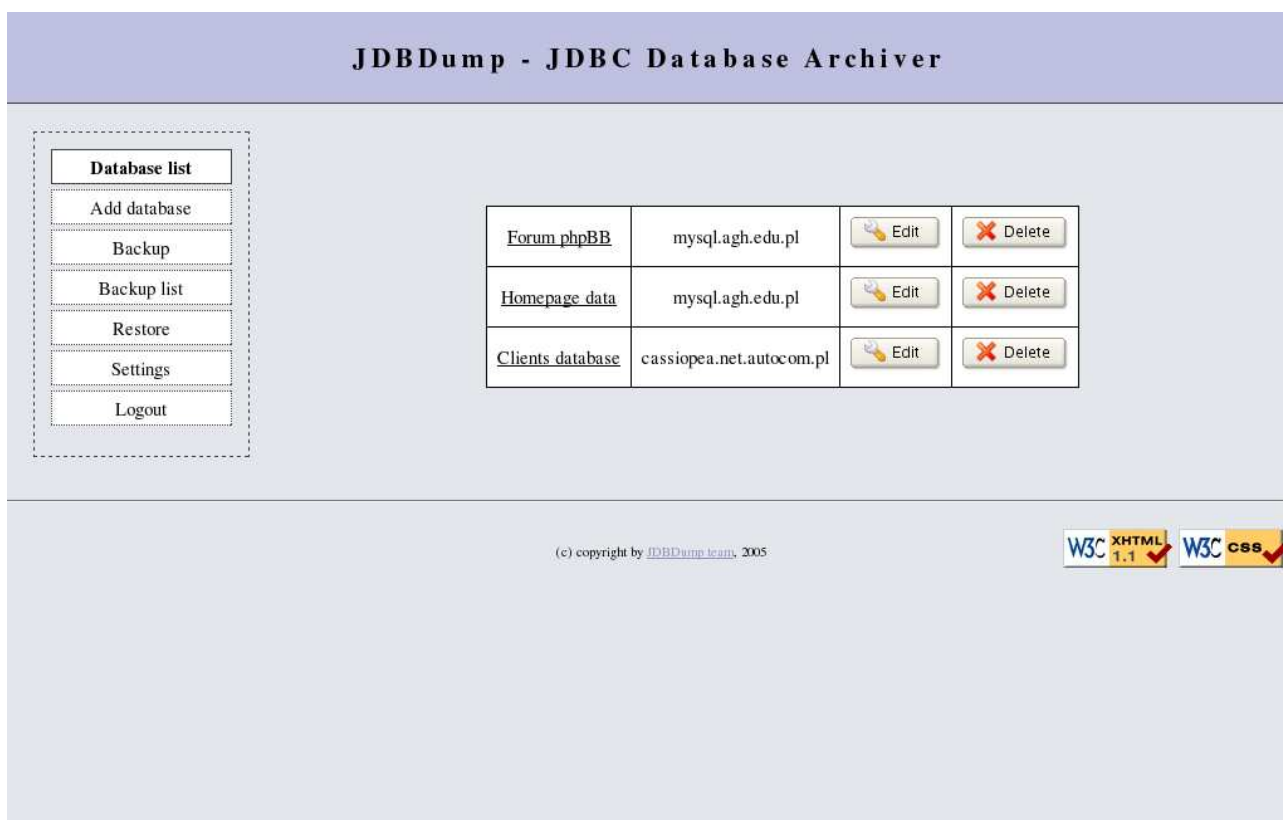 JDBDump - JDBC Database Archiver
Database list
Add database
Backup
Backup list
Restore
Settings
Logout
Forum phpBB mysql.agh.edu.pl Edit Delete
Homepage data mysql.agh.edu.pl Edit Delete
Clients database cassiopea.net.autocom.pl Edit Delete
(c) copyright by JDBDump team, 2005
W3C XHTML 1.1 W3C css